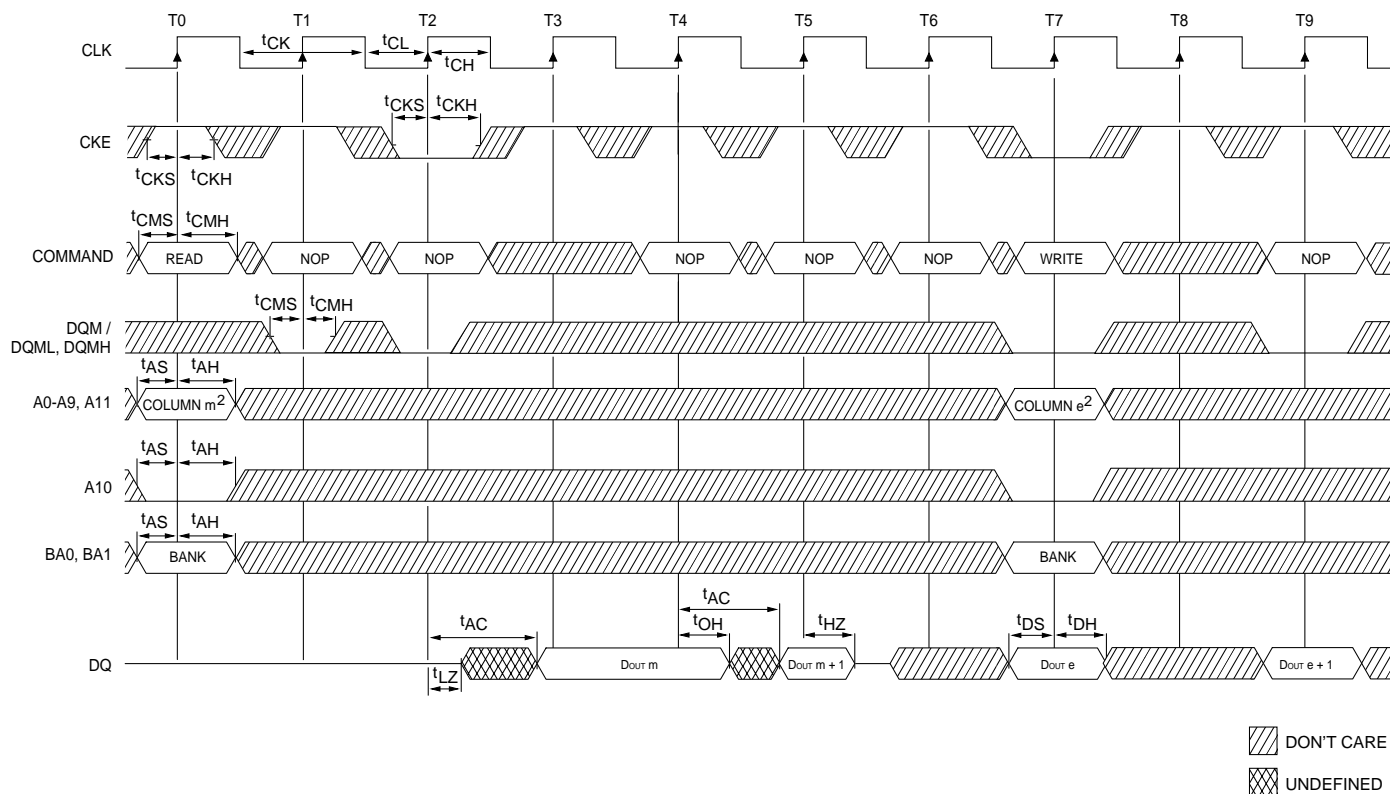 T0 T1 T2 T3 T4 T5 T6 T7 T8 T9
CLK
tCK tCL
tCH
tCKS tCKH
CKE
tCKS tCKH
tCMS tCMH
COMMAND READ NOP NOP NOP NOP NOP WRITE NOP
tCMS tCMH
DQM /
DQML, DQMH
tAS tAH
A0-A9, A11 COLUMN m2 COLUMN e2
tAS tAH
A10
tAS tAH
BA0, BA1 BANK BANK
tAC
tAC tOH tHZ tDS tDH
DQ DOUT m DOUT m + 1 DOUT e DOUT e + 1
tLZ
DON'T CARE
UNDEFINED